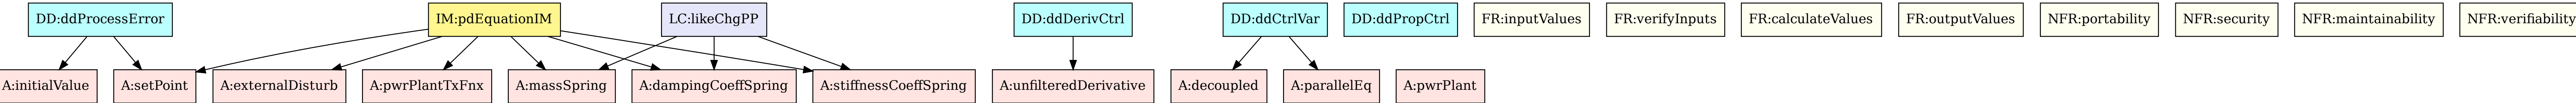 DD:ddProcessError
IM:pdEquationIM
LC:likeChgPP
DD:ddDerivCtrl
DD:ddCtrlVar
DD:ddPropCtrl
FR:inputValues
FR:verifyInputs
FR:calculateValues
FR:outputValues
NFR:portability
NFR:security
NFR:maintainability
NFR:verifiability
A:initialValue
A:setPoint
A:externalDisturb
A:pwrPlantTxFnx
A:massSpring
A:dampingCoeffSpring
A:stiffnessCoeffSpring
A:unfilteredDerivative
A:decoupled
A:parallelEq
A:pwrPlant